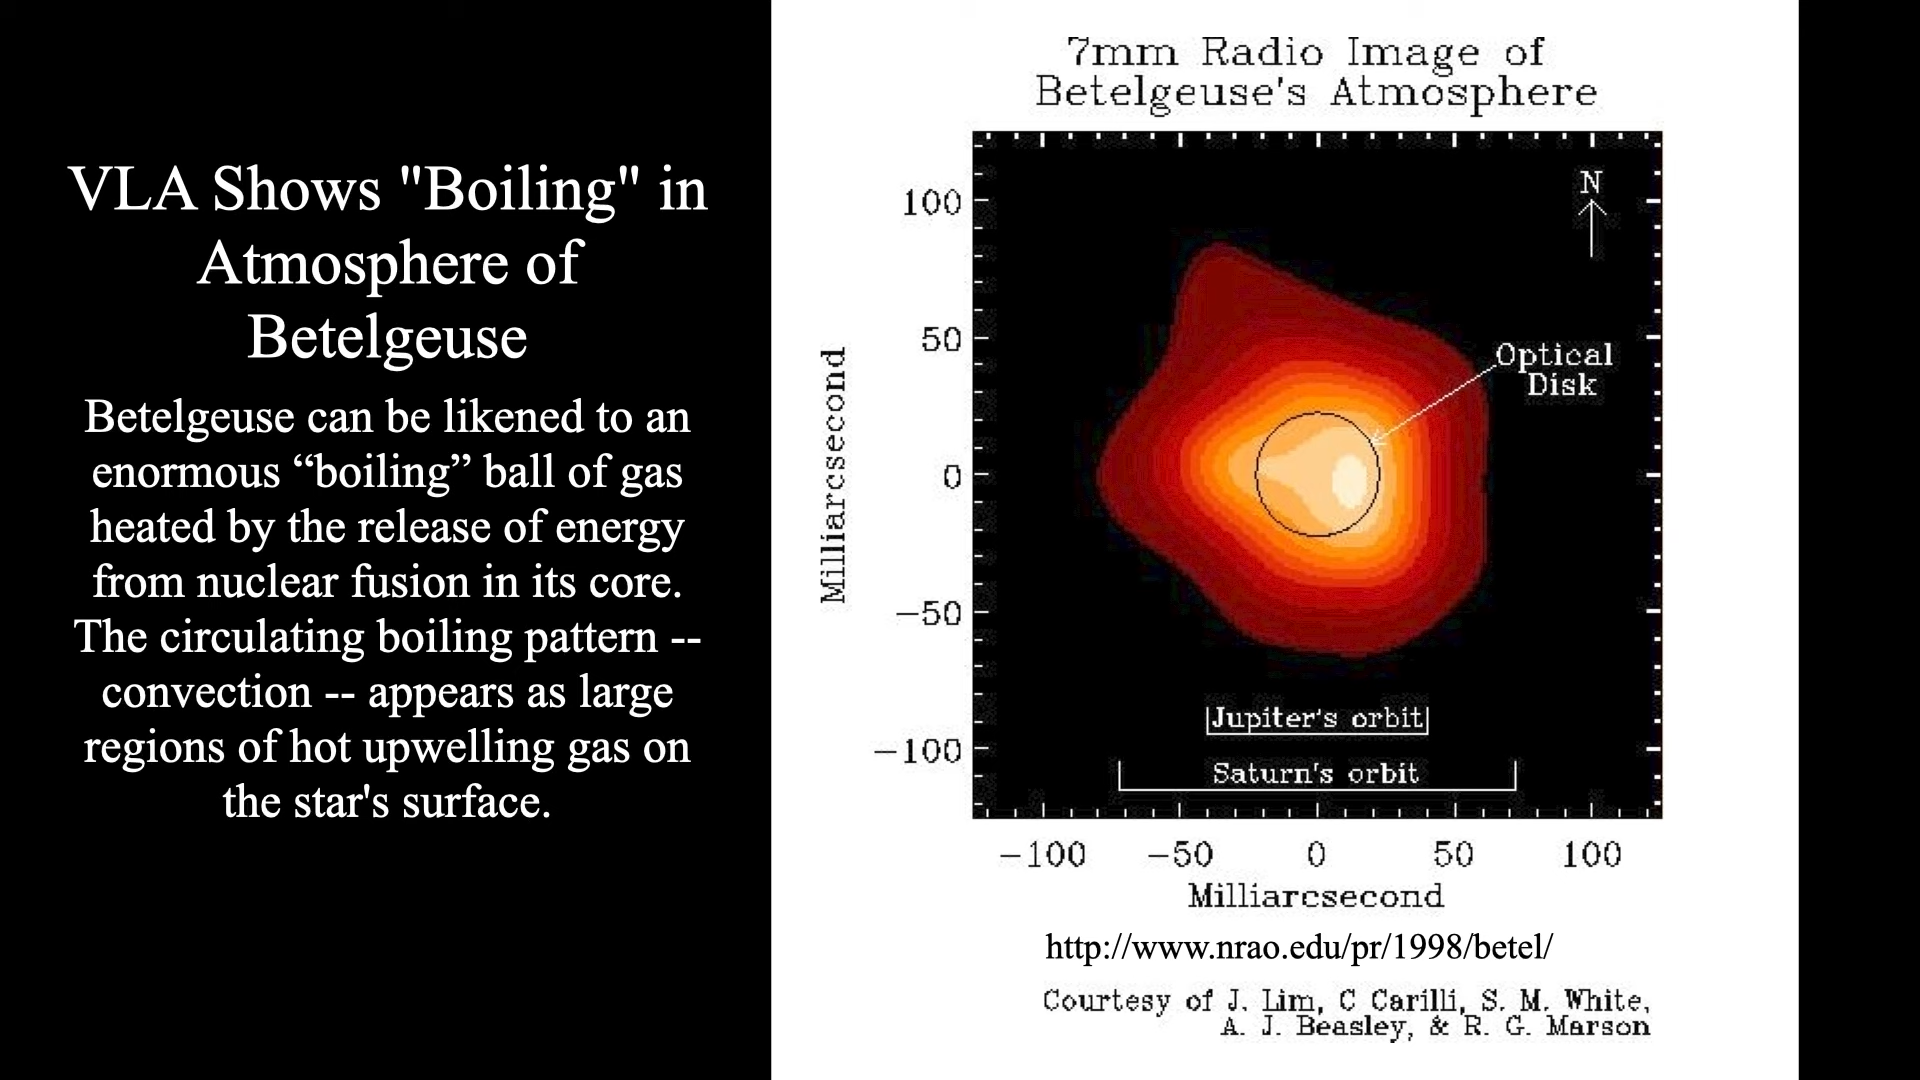 VLA Shows "Boiling" in
Atmosphere of
Betelgeuse
Betelgeuse can be likened to an
enormous “boiling” ball of gas
heated by the release of energy
from nuclear fusion in its core.
The circulating boiling pattern --
convection -- appears as large
regions of hot upwelling gas on
the star's surface.
7mm Radio Image of
Betelgeuse's Atmosphere
N
100
50
0
−50
−100
Milliarcsecond
Optical
Disk
Jupiter's orbit
Saturn's orbit
−100 −50 0 50 100
Milliarcsecond
http://www.nrao.edu/pr/1998/betel/
Courtesy of J. Lim, C Carilli, S. M. White,
A. J. Beasley, & R. G. Marson